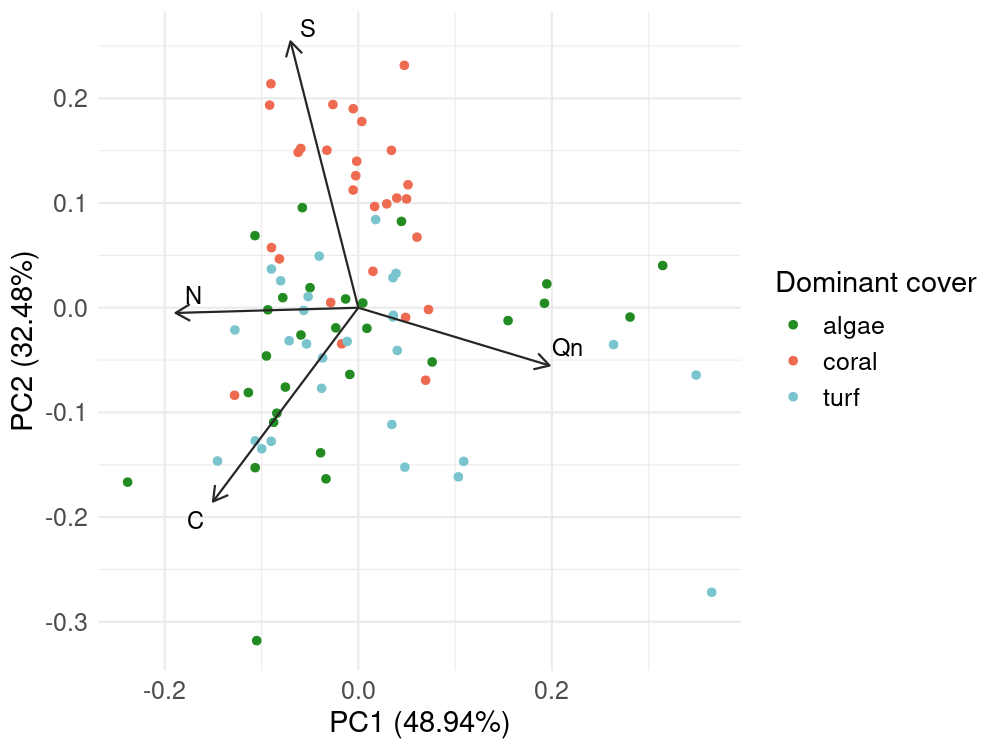 S
0.2
0.1
N
0.0
Qn
-0.1
C
-0.2
-0.3
-0.2
0.0
0.2
PC1 (48.94%)
PC2 (32.48%)
Dominant cover
algae
coral
turf